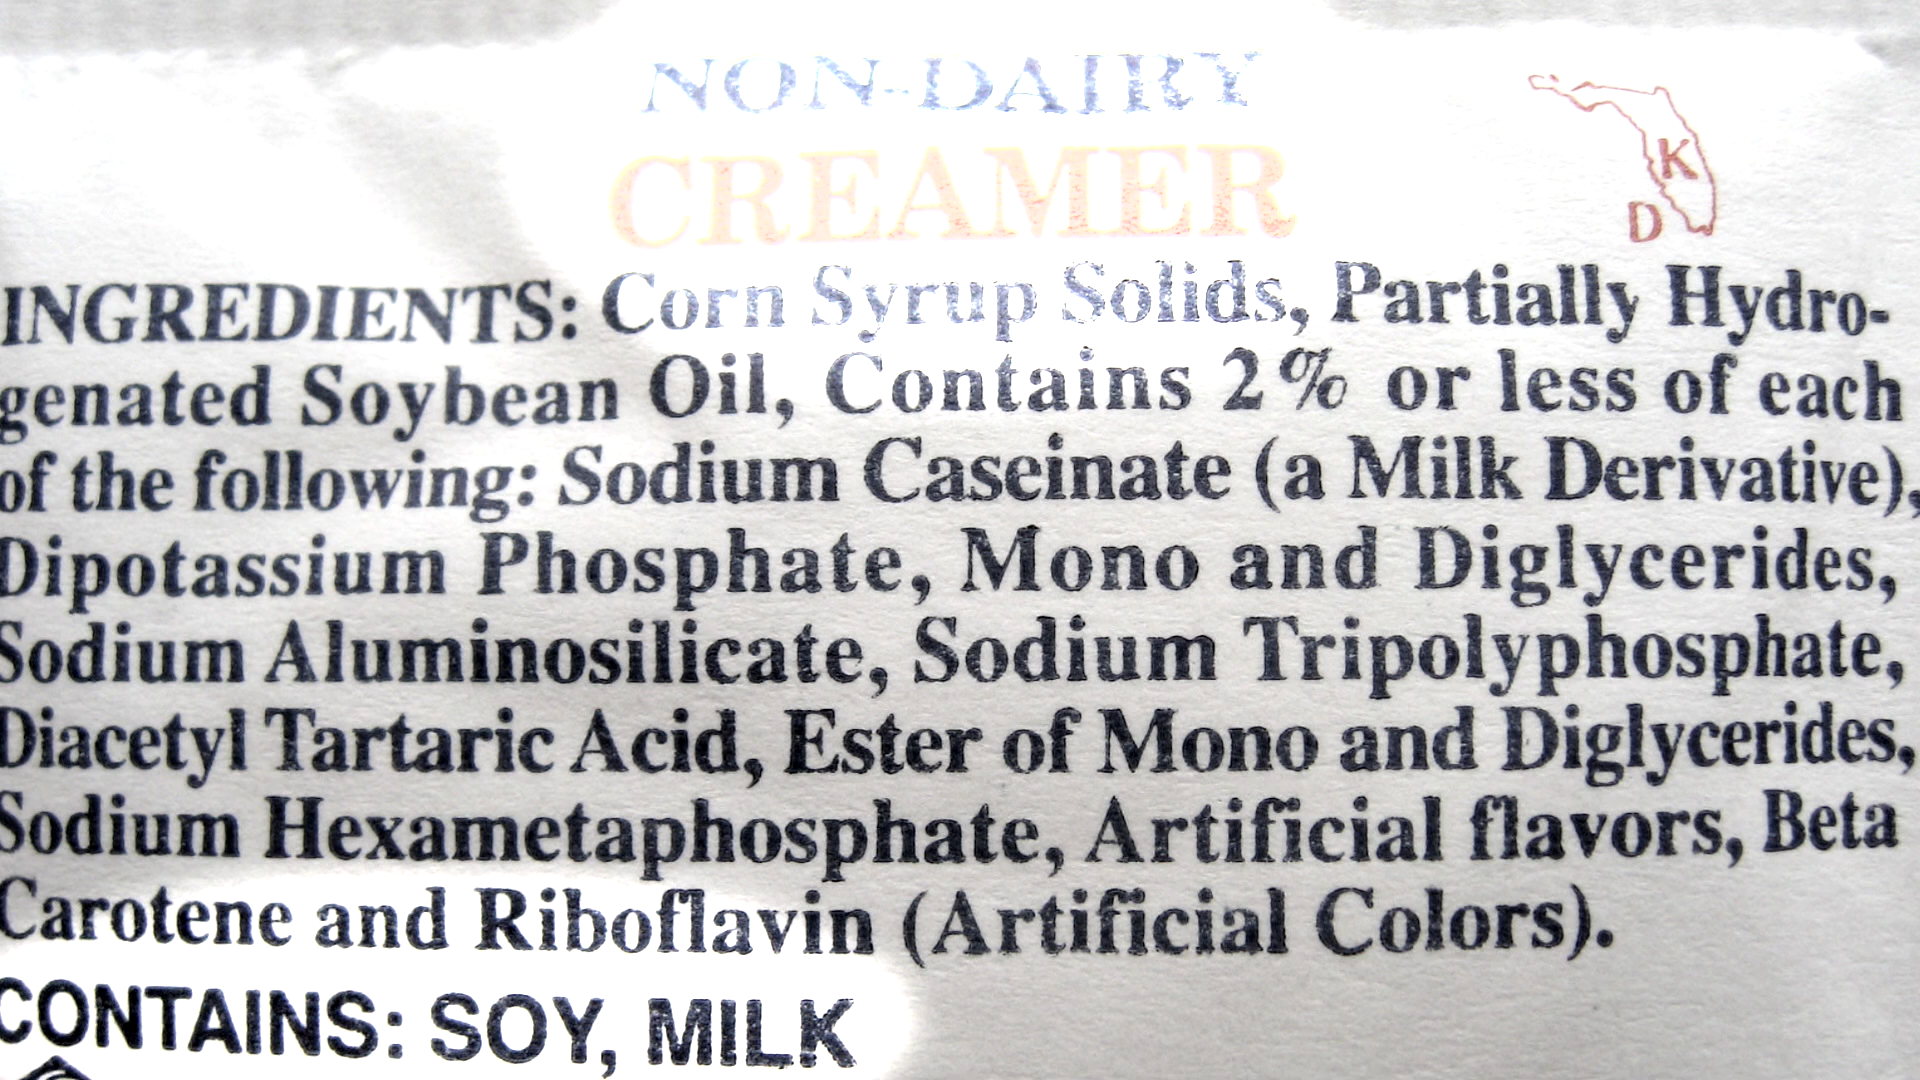 NON-DAIRY
CREAMER
K
D
INGREDIENTS: Corn Syrup Solids, Partially Hydro-
genated Soybean Oil, Contains 2% or less of each
of the following: Sodium Caseinate (a Milk Derivative),
Dipotassium Phosphate, Mono and Diglycerides,
Sodium Aluminosilicate, Sodium Tripolyphosphate,
Diacetyl Tartaric Acid, Ester of Mono and Diglycerides,
Sodium Hexametaphosphate, Artificial flavors, Beta
Carotene and Riboflavin (Artificial Colors).
CONTAINS: SOY, MILK